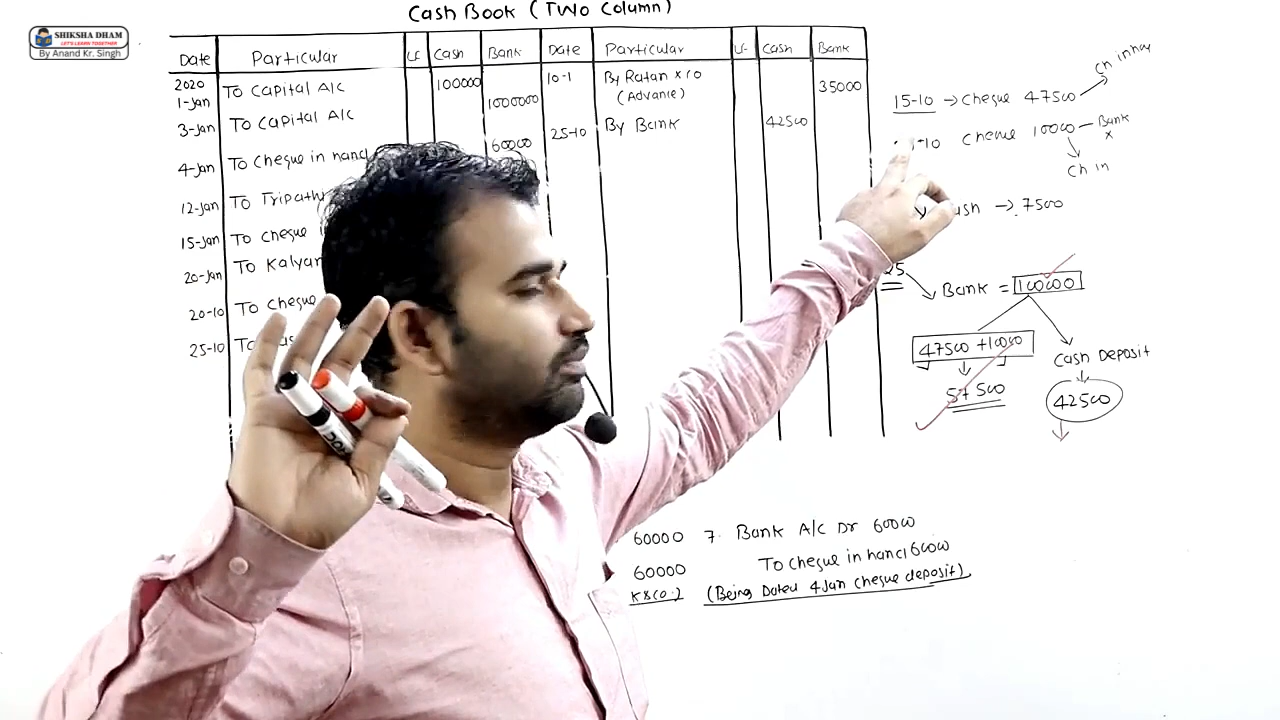 SHIKSHA DHAM
LET'S LEARN TOGETHER
By Anand Kr. Singh
Cash Book (Two Column)
Date Particular LF Cash Bank Date Particular LF Cash Bank
2020
1-Jan To Capital A/c 100000 10-1 By Ratan & Co 35000
(Advance)
1000000
3-Jan To Capital A/c 25-10 By Bank 42500
4-Jan To Cheque in hand 60000
12-Jan To Tripath
15-Jan To Cheque
20-Jan To Kalyan
20-10 To Cheque
25-10 To
15-10 → Cheque 47500
Ch in hay
-10 Cheque 10000 – Bank
x
Ch in
→ 7500
25
Bank = 100000
47500 + 10000
Cash Deposit
57500
42500
60000 7. Bank A/c Dr 60000
60000 To Cheque in hand 60000
(Being Dated 4 Jan cheque deposit)